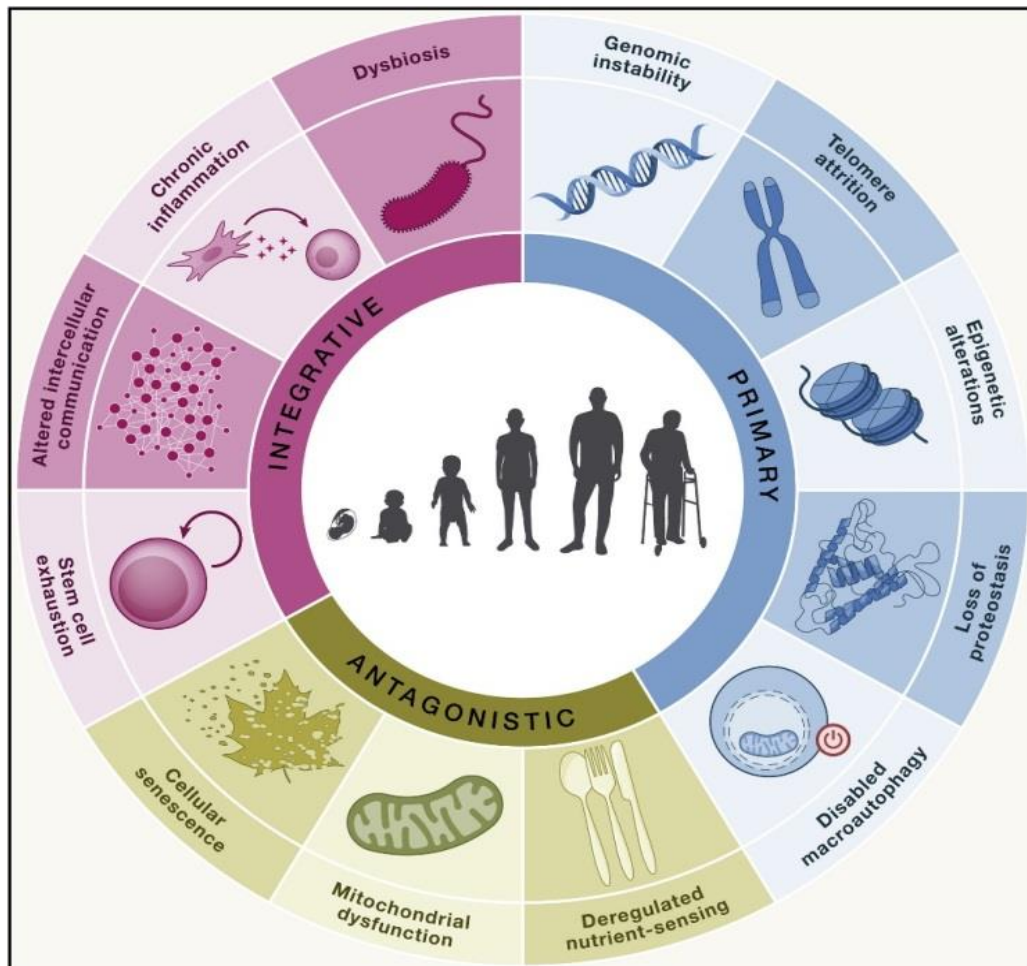 Dysbiosis
Genomic
instability
Telomere
attrition
Epigenetic
alterations
Loss of
proteostasis
Disabled
macroautophagy
Deregulated
nutrient-sensing
Mitochondrial
dysfunction
Cellular
senescence
Stem cell
exhaustion
Altered intercellular
communication
Chronic
inflammation
INTEGRATIVE
PRIMARY
ANTAGONISTIC